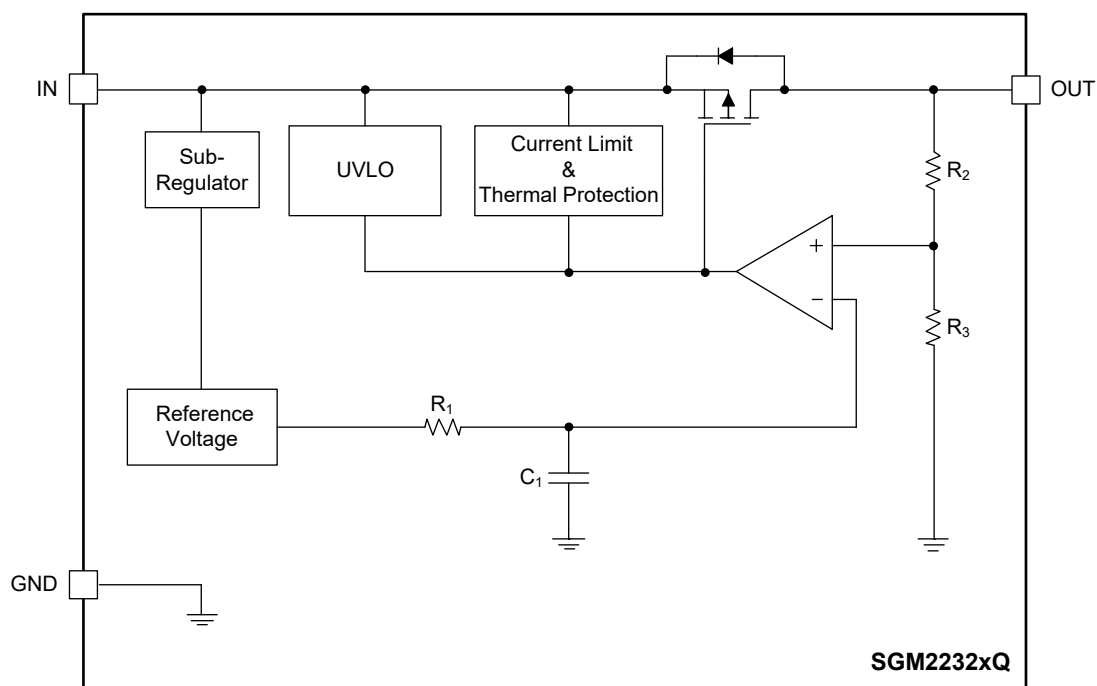 IN
OUT
Sub-
Regulator
UVLO
Current Limit
&
Thermal Protection
R2
+
−
R3
Reference
Voltage
R1
C1
GND
SGM2232xQ